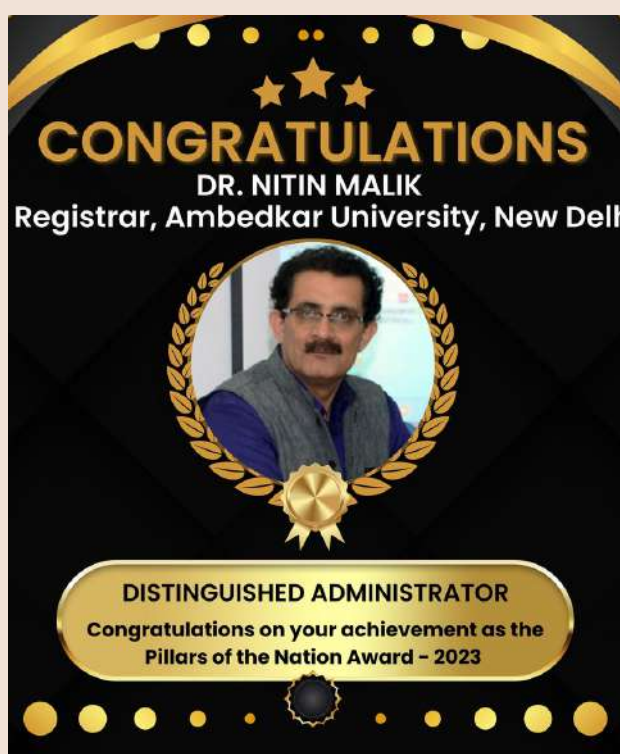 CONGRATULATIONS
DR. NITIN MALIK
Registrar, Ambedkar University, New Delh
DISTINGUISHED ADMINISTRATOR
Congratulations on your achievement as the
Pillars of the Nation Award - 2023